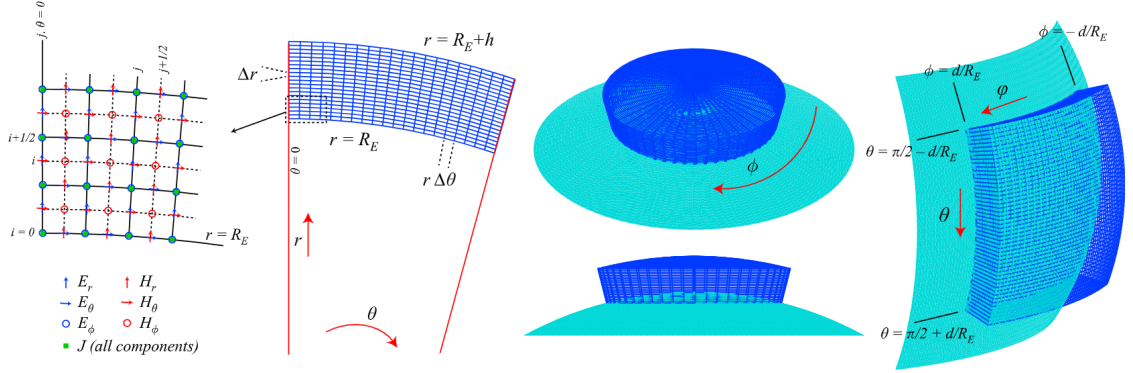 j, θ = 0
j
j+1/2
i+1/2
i
i = 0
r = R_E
E_r
H_r
E_θ
H_θ
E_ϕ
H_ϕ
J (all components)
r = R_E+h
Δr
r = R_E
θ = 0
r Δθ
r
θ
ϕ
ϕ = – d/R_E
ϕ = d/R_E
φ
θ = π/2 – d/R_E
θ
θ = π/2 + d/R_E